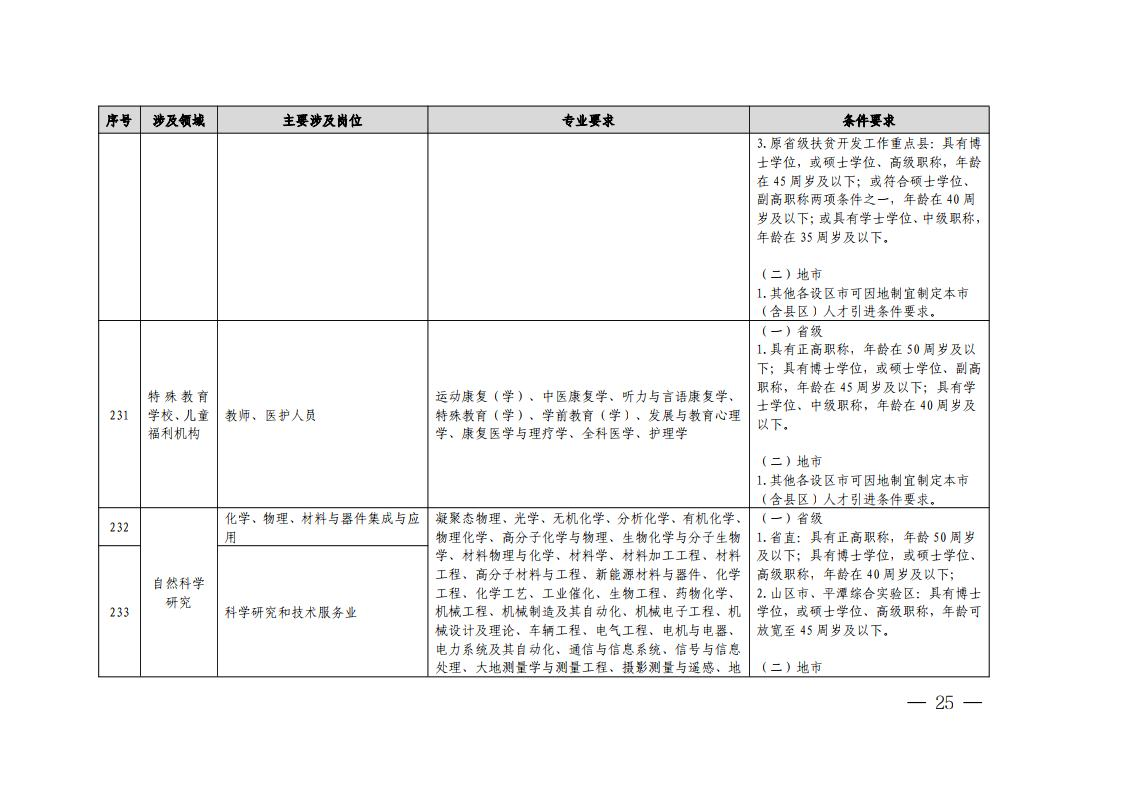 序号 涉及领域 主要涉及岗位 专业要求 条件要求
3.原省级扶贫开发工作重点县：具有博
士学位，或硕士学位、高级职称，年龄
在 45 周岁及以下；或符合硕士学位、
副高职称两项条件之一，年龄在 40 周
岁及以下；或具有学士学位、中级职称，
年龄在 35 周岁及以下。
（二）地市
1.其他各设区市可因地制宜制定本市
（含县区）人才引进条件要求。
231
特殊教育
学校、儿童
福利机构
教师、医护人员
运动康复（学）、中医康复学、听力与言语康复学、
特殊教育（学）、学前教育（学）、发展与教育心理
学、康复医学与理疗学、全科医学、护理学
（一）省级
1.具有正高职称，年龄在 50 周岁及以
下；具有博士学位，或硕士学位、副高
职称，年龄在 45 周岁及以下；具有学
士学位、中级职称，年龄在 40 周岁及
以下。
（二）地市
1.其他各设区市可因地制宜制定本市
（含县区）人才引进条件要求。
232
化学、物理、材料与器件集成与应
用
233
自然科学
研究
科学研究和技术服务业
凝聚态物理、光学、无机化学、分析化学、有机化学、
物理化学、高分子化学与物理、生物化学与分子生物
学、材料物理与化学、材料学、材料加工工程、材料
工程、高分子材料与工程、新能源材料与器件、化学
工程、化学工艺、工业催化、生物工程、药物化学、
机械工程、机械制造及其自动化、机械电子工程、机
械设计及理论、车辆工程、电气工程、电机与电器、
电力系统及其自动化、通信与信息系统、信号与信息
处理、大地测量学与测量工程、摄影测量与遥感、地
（一）省级
1.省直：具有正高职称，年龄 50 周岁
及以下；具有博士学位，或硕士学位、
高级职称，年龄在 40 周岁及以下；
2.山区市、平潭综合实验区：具有博士
学位，或硕士学位、高级职称，年龄可
放宽至 45 周岁及以下。
（二）地市
— 25 —